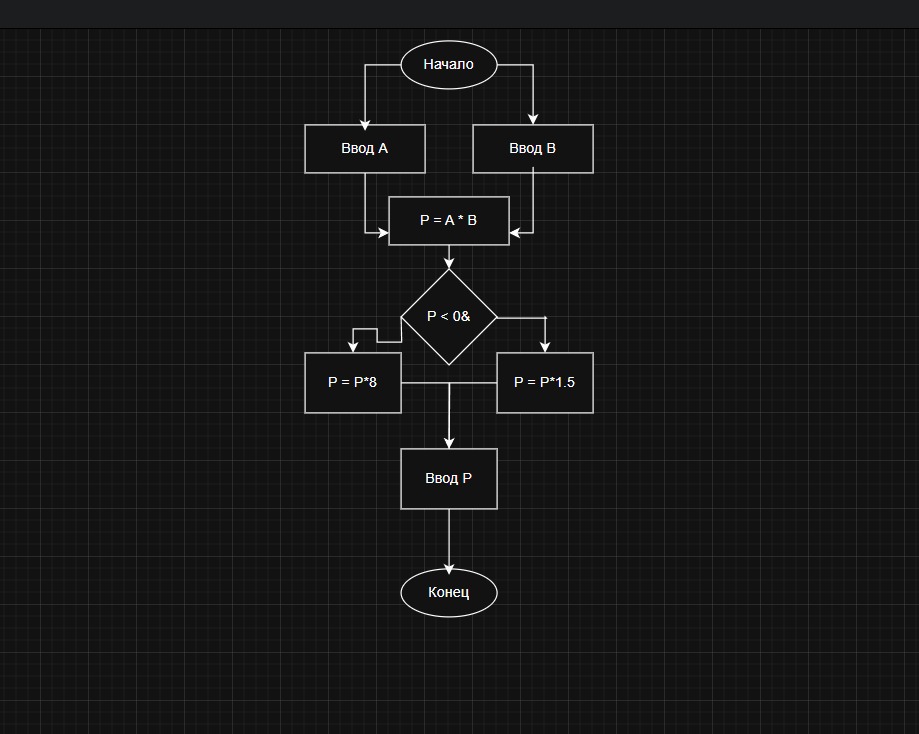 Начало
Ввод А
Ввод В
P = A * B
P < 0&
P = P*8
P = P*1.5
Ввод Р
Конец